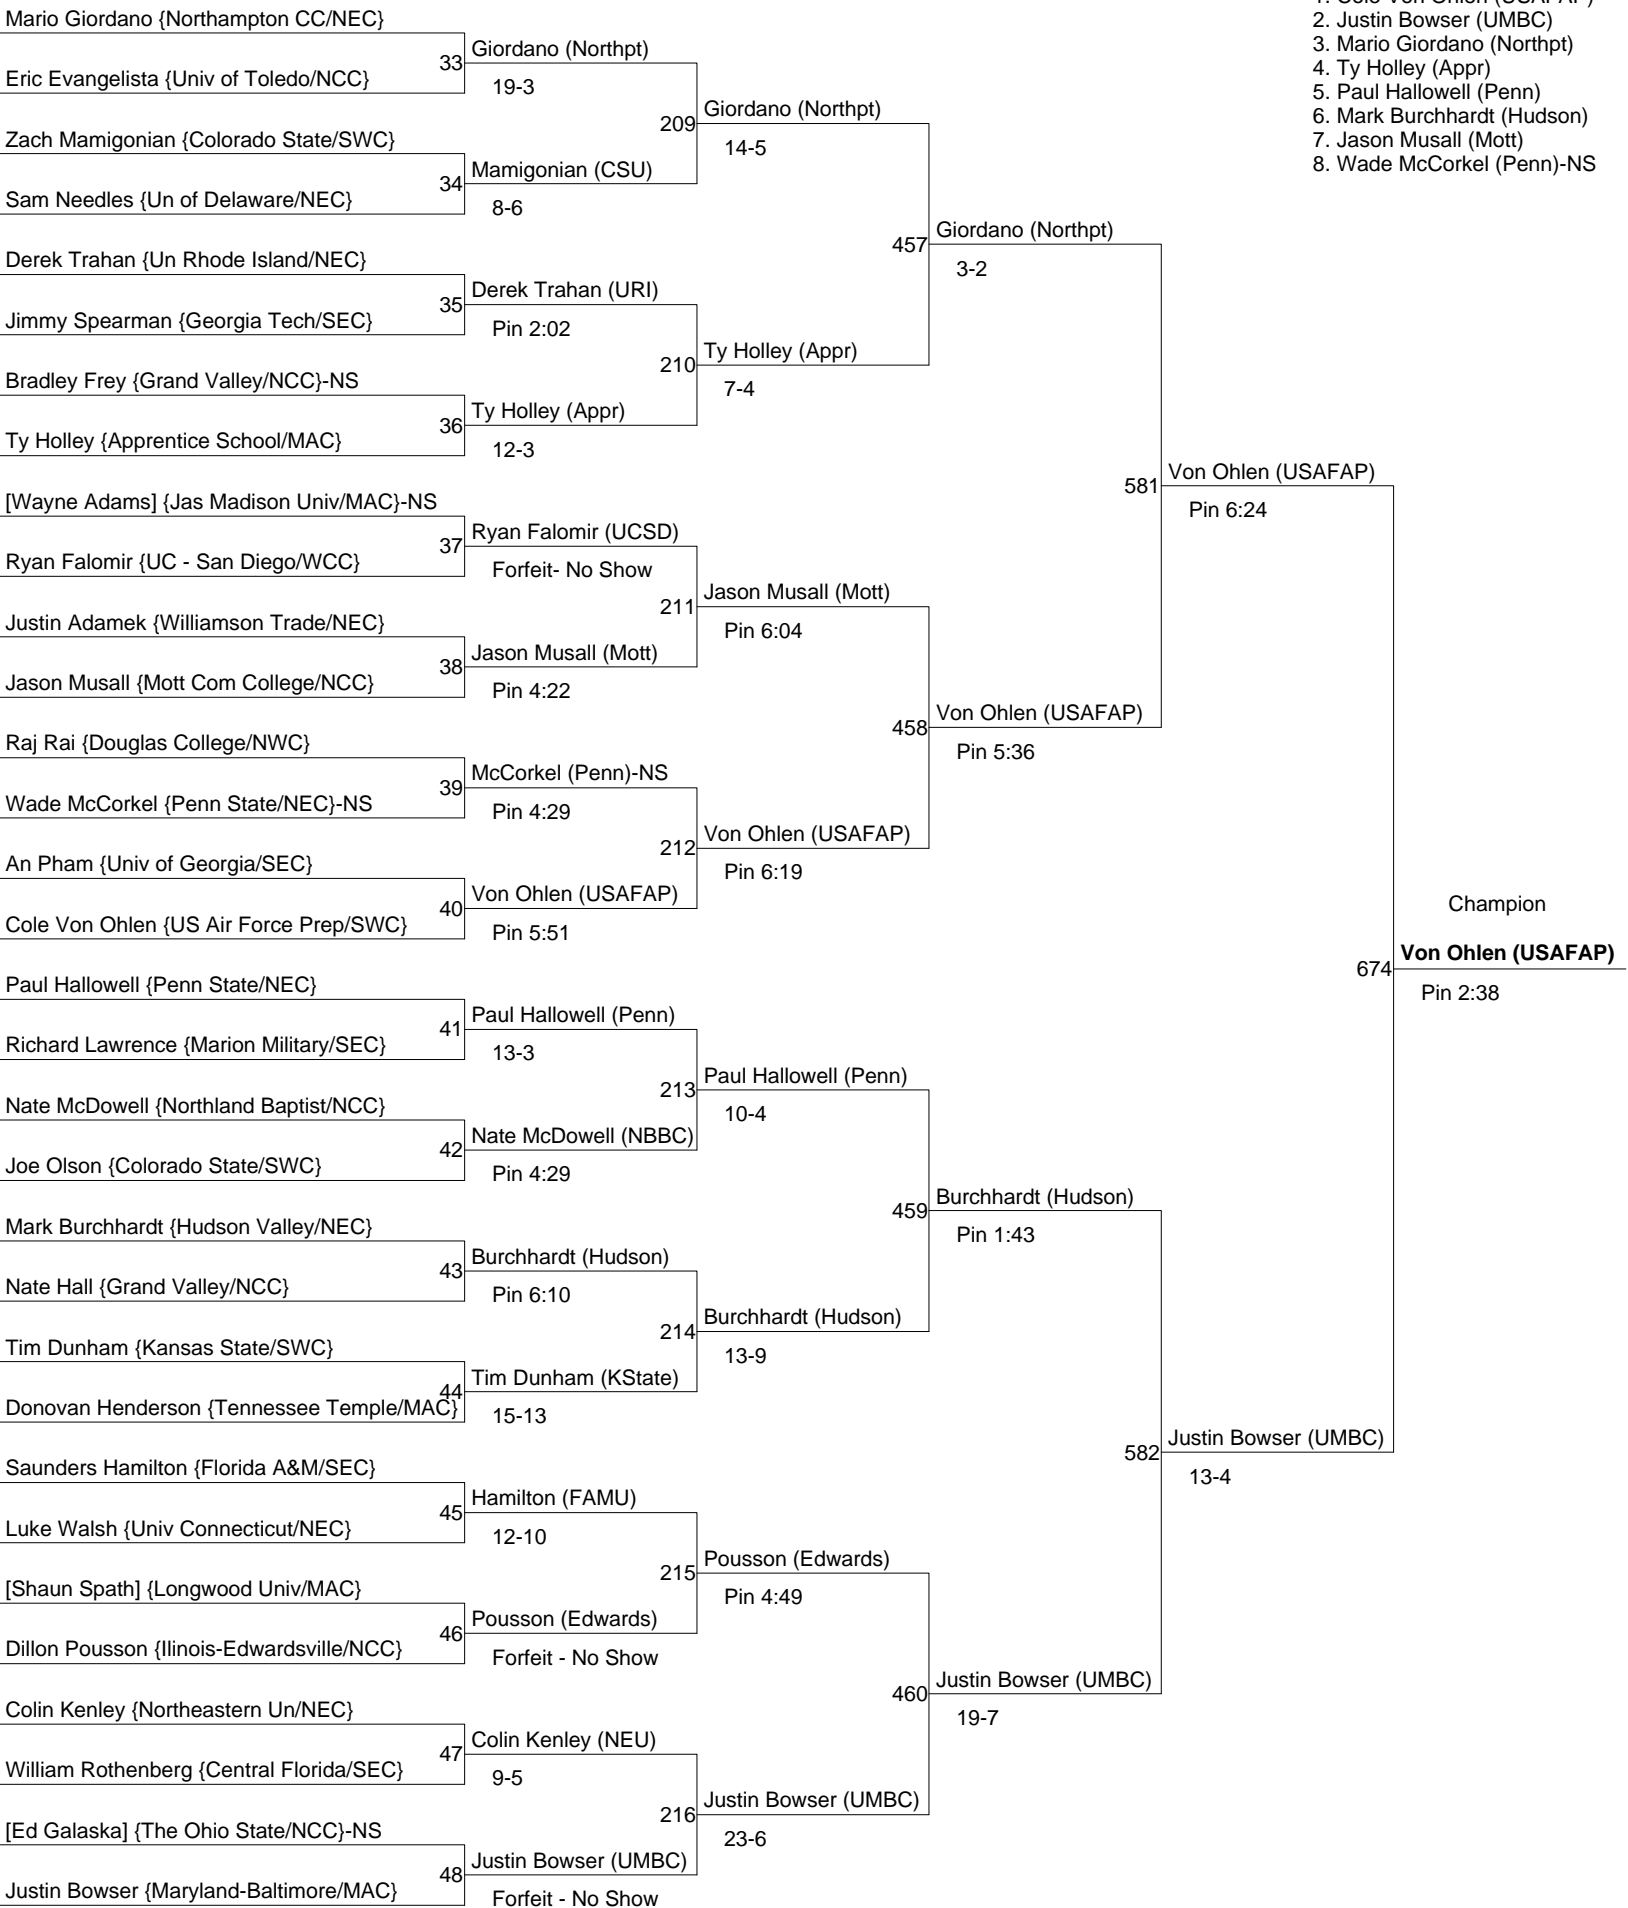 1. Cole Von Ohlen (USAFAP)
2. Justin Bowser (UMBC)
3. Mario Giordano (Northpt)
4. Ty Holley (Appr)
5. Paul Hallowell (Penn)
6. Mark Burchhardt (Hudson)
7. Jason Musall (Mott)
8. Wade McCorkel (Penn)-NS
Mario Giordano {Northampton CC/NEC}
Eric Evangelista {Univ of Toledo/NCC}
Zach Mamigonian {Colorado State/SWC}
Sam Needles {Un of Delaware/NEC}
Derek Trahan {Un Rhode Island/NEC}
Jimmy Spearman {Georgia Tech/SEC}
Bradley Frey {Grand Valley/NCC}-NS
Ty Holley {Apprentice School/MAC}
[Wayne Adams] {Jas Madison Univ/MAC}-NS
Ryan Falomir {UC - San Diego/WCC}
Justin Adamek {Williamson Trade/NEC}
Jason Musall {Mott Com College/NCC}
Raj Rai {Douglas College/NWC}
Wade McCorkel {Penn State/NEC}-NS
An Pham {Univ of Georgia/SEC}
Cole Von Ohlen {US Air Force Prep/SWC}
Paul Hallowell {Penn State/NEC}
Richard Lawrence {Marion Military/SEC}
Nate McDowell {Northland Baptist/NCC}
Joe Olson {Colorado State/SWC}
Mark Burchhardt {Hudson Valley/NEC}
Nate Hall {Grand Valley/NCC}
Tim Dunham {Kansas State/SWC}
Donovan Henderson {Tennessee Temple/MAC}
Saunders Hamilton {Florida A&M/SEC}
Luke Walsh {Univ Connecticut/NEC}
[Shaun Spath] {Longwood Univ/MAC}
Dillon Pousson {Ilinois-Edwardsville/NCC}
Colin Kenley {Northeastern Un/NEC}
William Rothenberg {Central Florida/SEC}
[Ed Galaska] {The Ohio State/NCC}-NS
Justin Bowser {Maryland-Baltimore/MAC}
33
Giordano (Northpt)
19-3
34
Mamigonian (CSU)
8-6
35
Derek Trahan (URI)
Pin 2:02
36
Ty Holley (Appr)
12-3
37
Ryan Falomir (UCSD)
Forfeit- No Show
38
Jason Musall (Mott)
Pin 4:22
39
McCorkel (Penn)-NS
Pin 4:29
40
Von Ohlen (USAFAP)
Pin 5:51
41
Paul Hallowell (Penn)
13-3
42
Nate McDowell (NBBC)
Pin 4:29
43
Burchhardt (Hudson)
Pin 6:10
44
Tim Dunham (KState)
15-13
45
Hamilton (FAMU)
12-10
46
Pousson (Edwards)
Forfeit - No Show
47
Colin Kenley (NEU)
9-5
48
Justin Bowser (UMBC)
Forfeit - No Show
209
Giordano (Northpt)
14-5
210
Ty Holley (Appr)
7-4
211
Jason Musall (Mott)
Pin 6:04
212
Von Ohlen (USAFAP)
Pin 6:19
213
Paul Hallowell (Penn)
10-4
214
Burchhardt (Hudson)
13-9
215
Pousson (Edwards)
Pin 4:49
216
Justin Bowser (UMBC)
23-6
457
Giordano (Northpt)
3-2
458
Von Ohlen (USAFAP)
Pin 5:36
459
Burchhardt (Hudson)
Pin 1:43
460
Justin Bowser (UMBC)
19-7
581
Von Ohlen (USAFAP)
Pin 6:24
582
Justin Bowser (UMBC)
13-4
Champion
674
Von Ohlen (USAFAP)
Pin 2:38